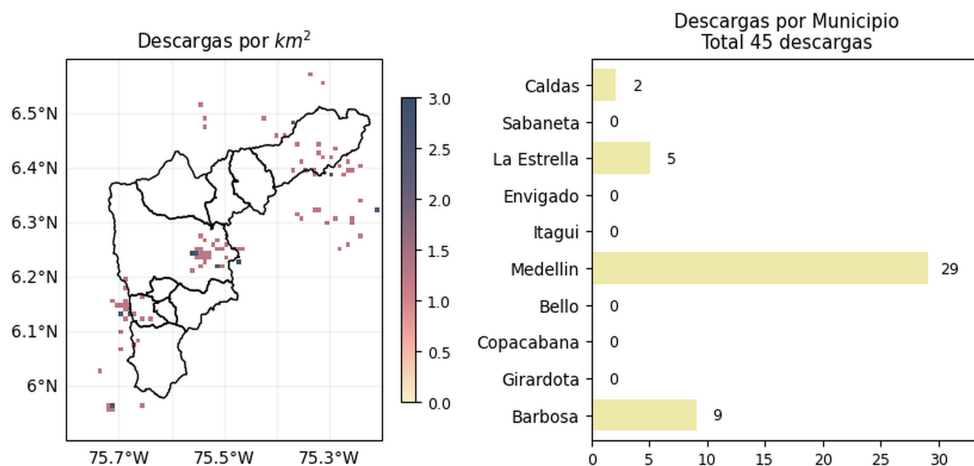 Descargas por km²
6.5°N
6.4°N
6.3°N
6.2°N
6.1°N
6°N
75.7°W 75.5°W 75.3°W
3.0
2.5
2.0
1.5
1.0
0.5
0.0
Descargas por Municipio
Total 45 descargas
Caldas 2
Sabaneta 0
La Estrella 5
Envigado 0
Itagui 0
Medellin 29
Bello 0
Copacabana 0
Girardota 0
Barbosa 9
0 5 10 15 20 25 30